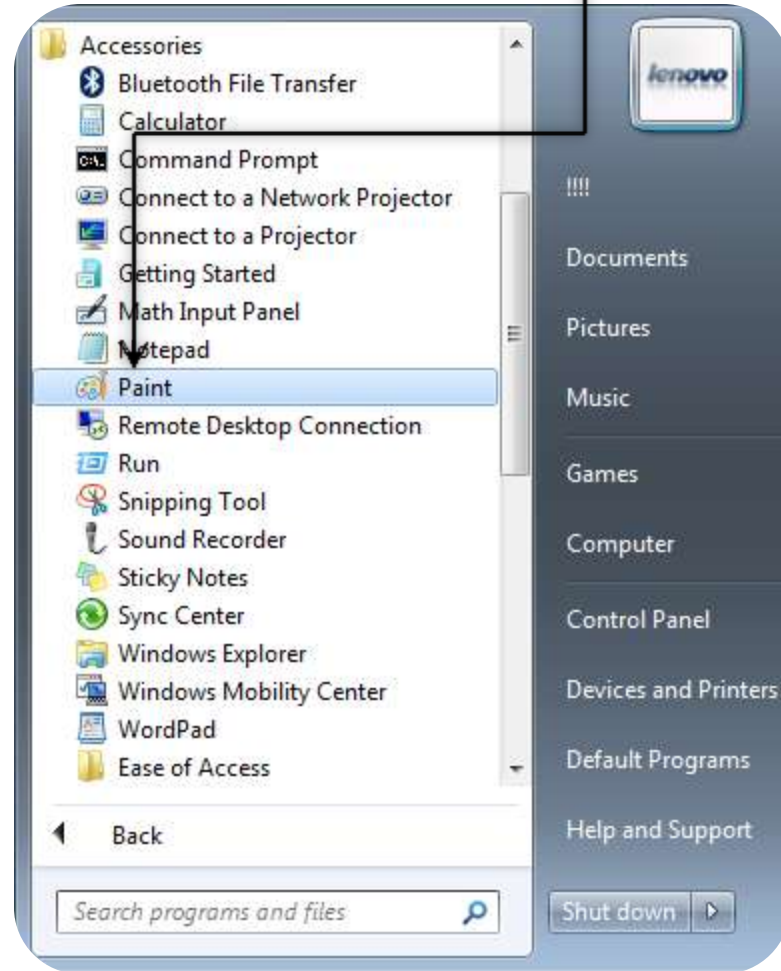 Accessories
Bluetooth File Transfer
Calculator
Command Prompt
Connect to a Network Projector
Connect to a Projector
Getting Started
Math Input Panel
Notepad
Paint
Remote Desktop Connection
Run
Snipping Tool
Sound Recorder
Sticky Notes
Sync Center
Windows Explorer
Windows Mobility Center
WordPad
Ease of Access
Back
Search programs and files
lenovo
!!!!
Documents
Pictures
Music
Games
Computer
Control Panel
Devices and Printers
Default Programs
Help and Support
Shut down